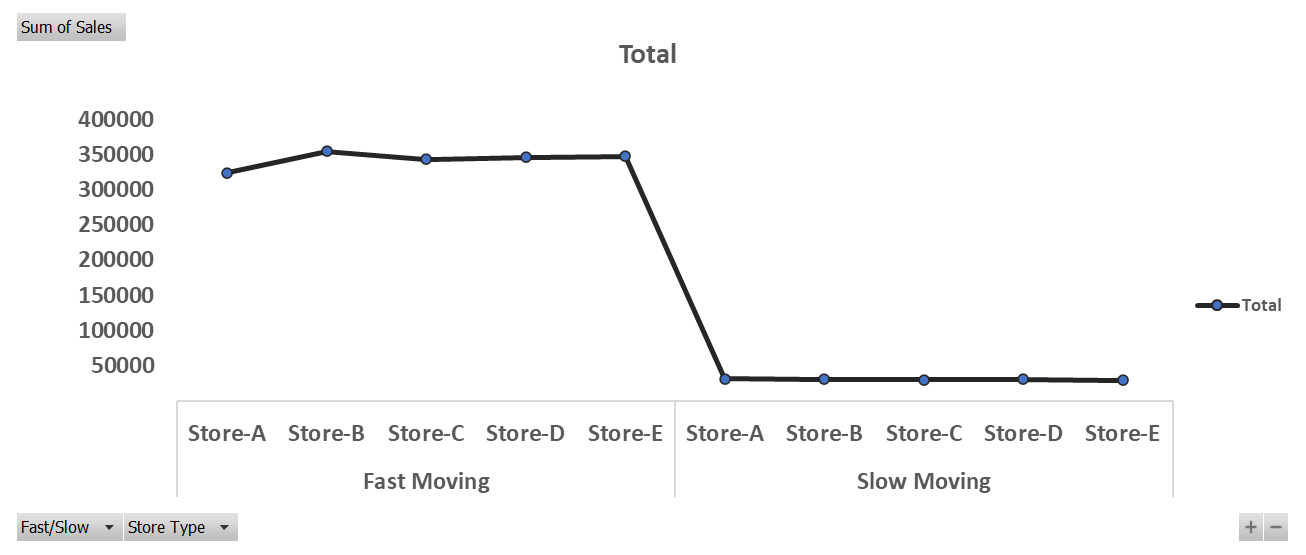 Sum of Sales
Total
400000
350000
300000
250000
200000
150000
100000
50000
Total
Store-A Store-B Store-C Store-D Store-E Store-A Store-B Store-C Store-D Store-E
Fast Moving Slow Moving
Fast/Slow Store Type + −